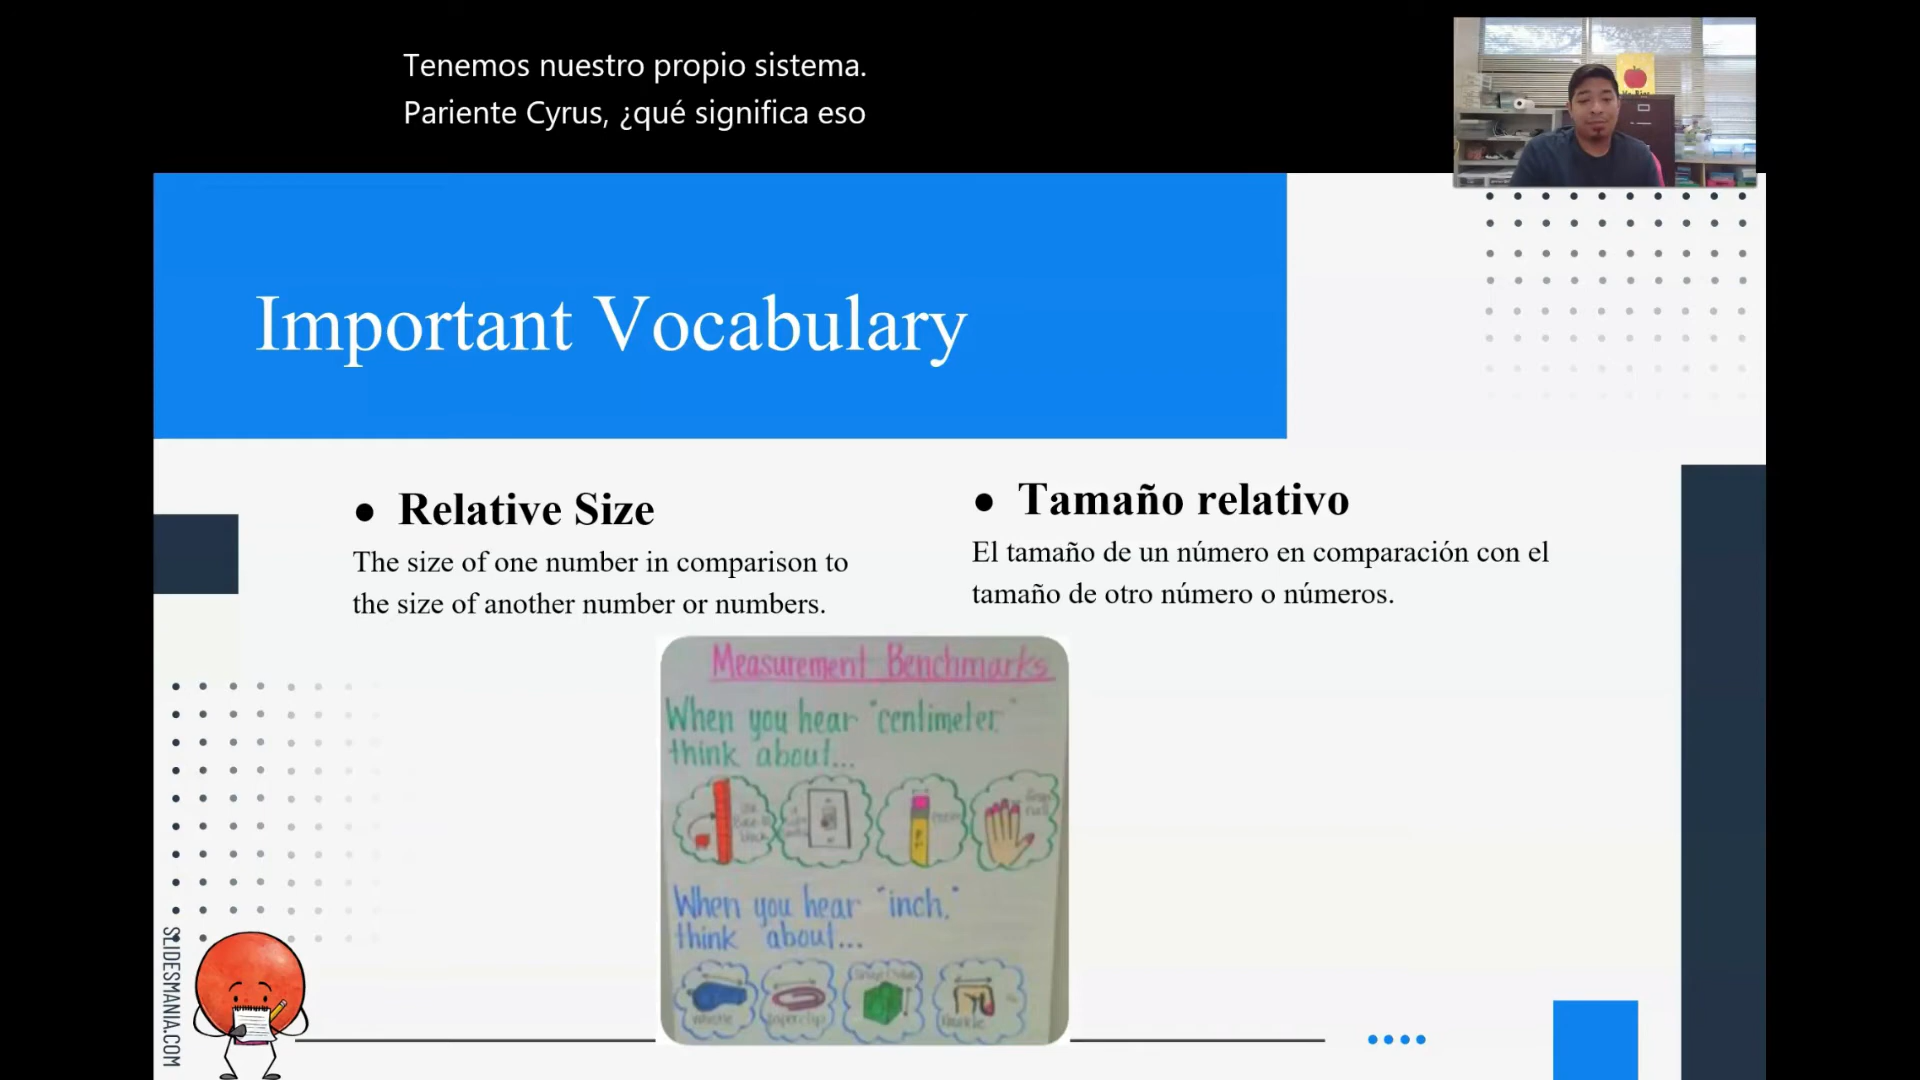 Tenemos nuestro propio sistema.
Pariente Cyrus, ¿qué significa eso
Important Vocabulary
● Relative Size
The size of one number in comparison to
the size of another number or numbers.
● Tamaño relativo
El tamaño de un número en comparación con el
tamaño de otro número o números.
Measurement Benchmarks
When you hear "centimeter,"
think about...
When you hear "inch,"
think about...
whistle
paperclip
knuckle
SLIDESMANIA.COM